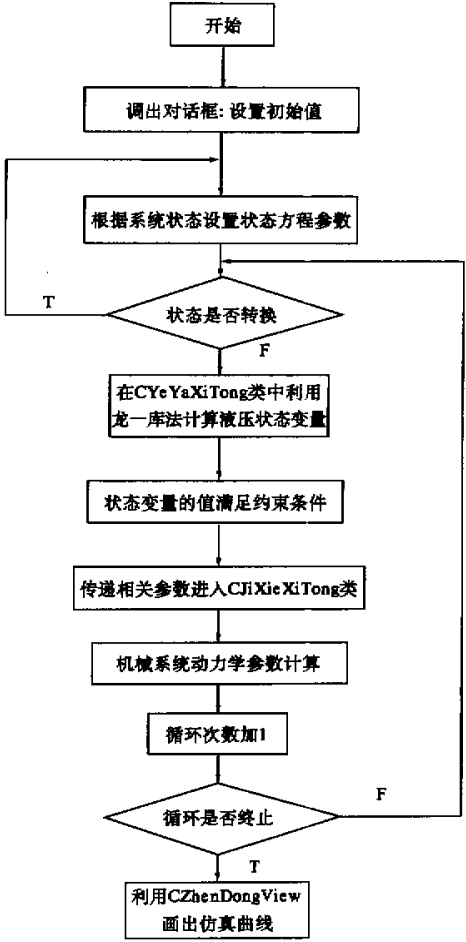 开始
调出对话框: 设置初始值
根据系统状态设置状态方程参数
状态是否转换
T
F
在CYeYaXiTong类中利用
龙一库法计算液压状态变量
状态变量的值满足约束条件
传递相关参数进入CJiXieXiTong类
机械系统动力学参数计算
循环次数加1
循环是否终止
F
T
利用CZhenDongView
画出仿真曲线